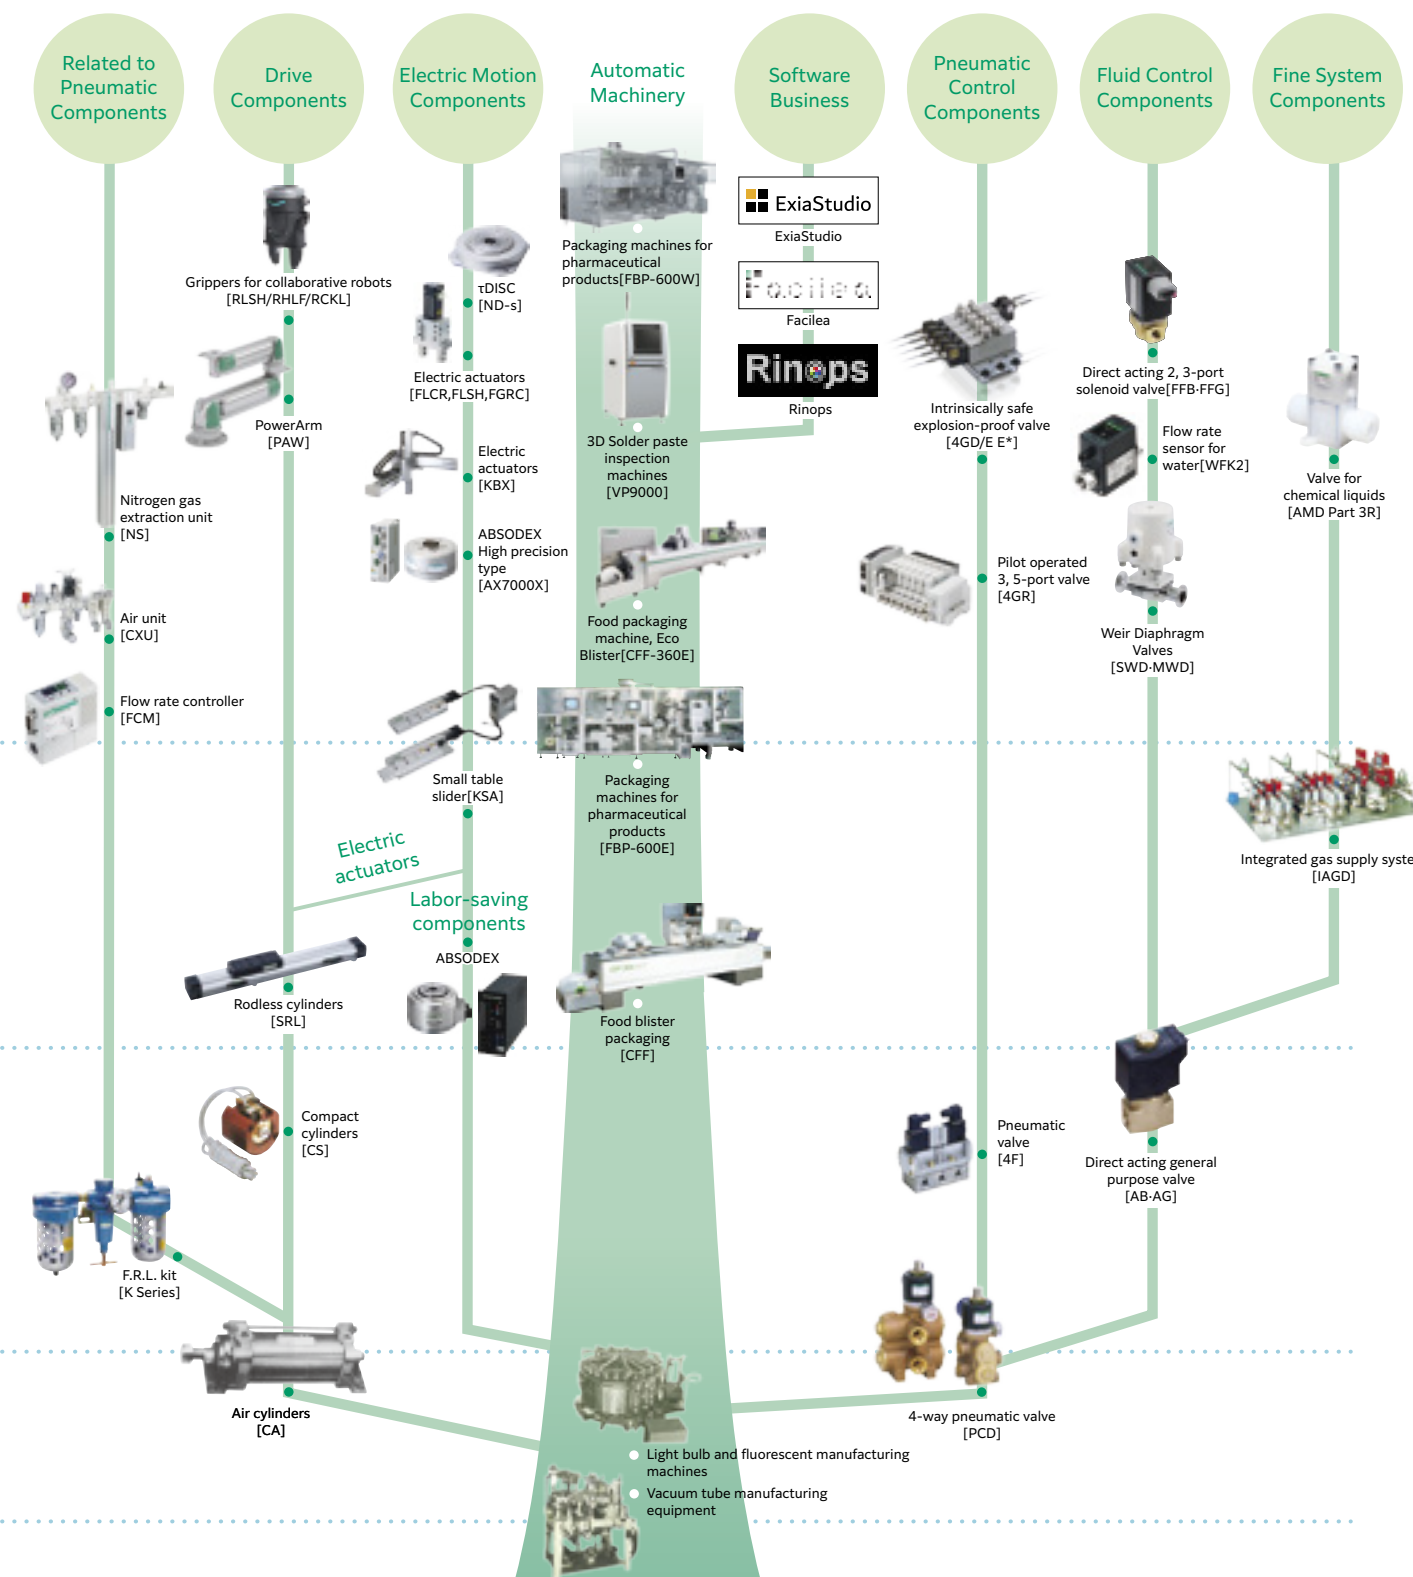 Related to
Pneumatic
Components
Drive
Components
Electric Motion
Components
Automatic
Machinery
Software
Business
Pneumatic
Control
Components
Fluid Control
Components
Fine System
Components
Nitrogen gas
extraction unit
[NS]
Air unit
[CXU]
Flow rate controller
[FCM]
F.R.L. kit
[K Series]
Grippers for collaborative robots
[RLSH/RHLF/RCKL]
PowerArm
[PAW]
Rodless cylinders
[SRL]
Compact
cylinders
[CS]
Air cylinders
[CA]
τDISC
[ND-s]
Electric actuators
[FLCR,FLSH,FGRC]
Electric
actuators
[KBX]
ABSODEX
High precision
type
[AX7000X]
Small table
slider[KSA]
Electric
actuators
Labor-saving
components
ABSODEX
Packaging machines for
pharmaceutical
products[FBP-600W]
3D Solder paste
inspection
machines
[VP9000]
Food packaging
machine, Eco
Blister[CFF-360E]
Packaging
machines for
pharmaceutical
products
[FBP-600E]
Food blister
packaging
[CFF]
Light bulb and fluorescent manufacturing
machines
Vacuum tube manufacturing
equipment
ExiaStudio
ExiaStudio
Facilea
Facilea
Rinops
Rinops
Intrinsically safe
explosion-proof valve
[4GD/E E*]
Pilot operated
3, 5-port valve
[4GR]
Pneumatic
valve
[4F]
4-way pneumatic valve
[PCD]
Direct acting 2, 3-port
solenoid valve[FFB·FFG]
Flow rate
sensor for
water[WFK2]
Weir Diaphragm
Valves
[SWD·MWD]
Direct acting general
purpose valve
[AB·AG]
Valve for
chemical liquids
[AMD Part 3R]
Integrated gas supply syste
[IAGD]